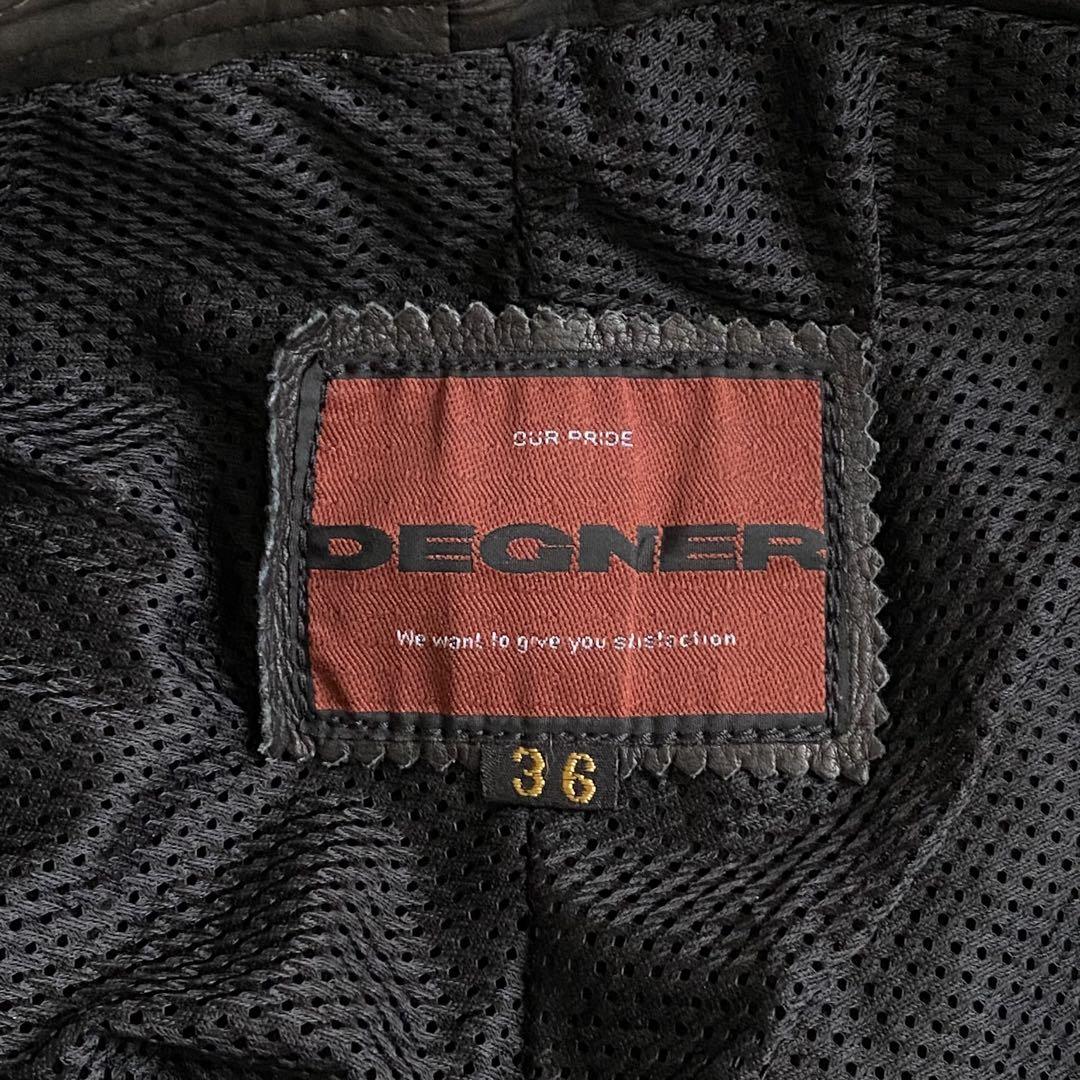 OUR PRIDE
DEGNER
We want to give you satisfaction
36